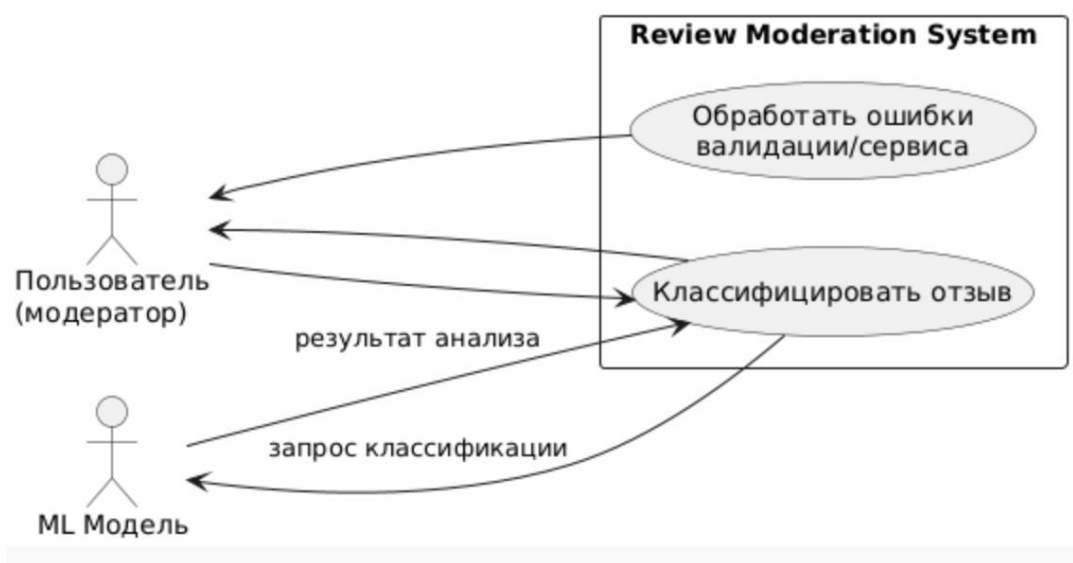 Review Moderation System
Обработать ошибки
валидации/сервиса
Пользователь
(модератор)
Классифицировать отзыв
результат анализа
запрос классификации
ML Модель